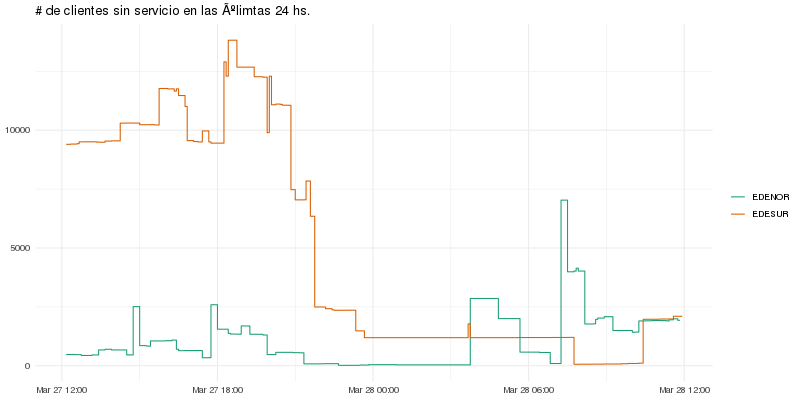 # de clientes sin servicio en las Ãºlimtas 24 hs.
10000
5000
0
Mar 27 12:00
Mar 27 18:00
Mar 28 00:00
Mar 28 06:00
Mar 28 12:00
EDENOR
EDESUR